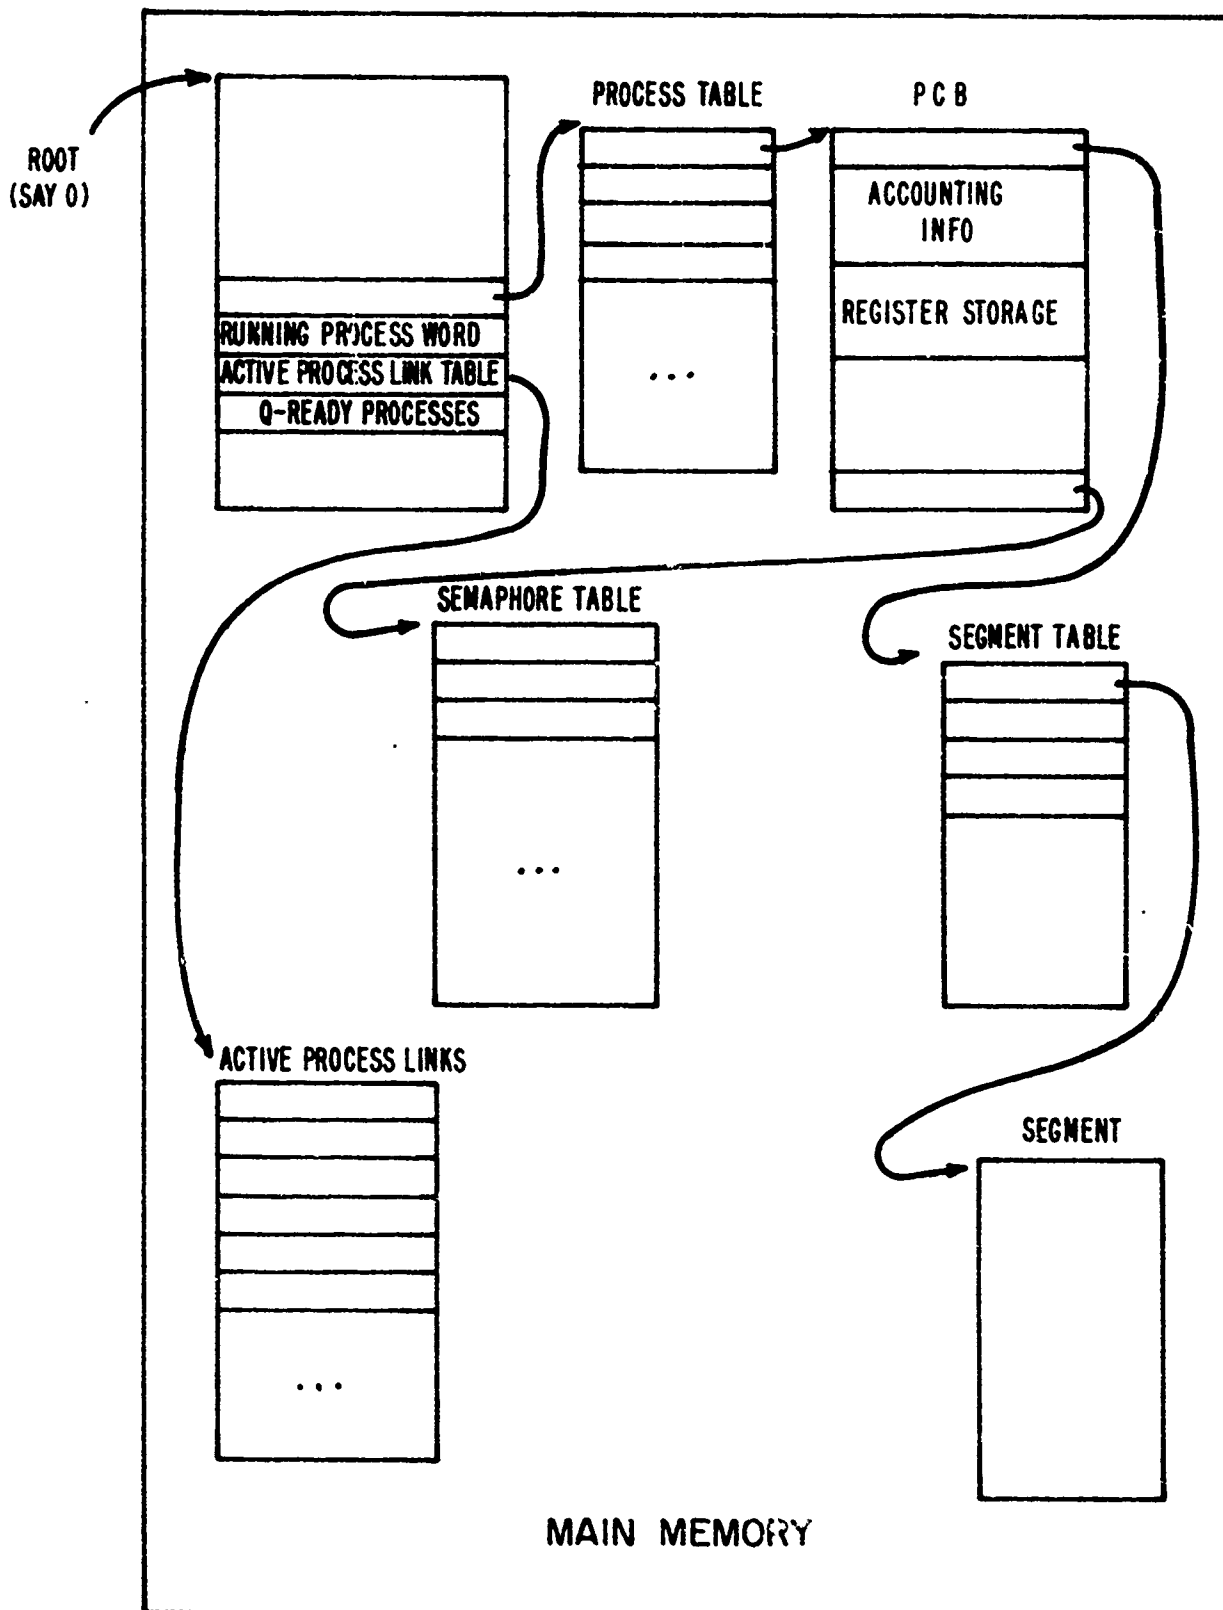 PROCESS TABLE
PCB
ROOT
(SAY 0)
ACCOUNTING
INFO
REGISTER STORAGE
RUNNING PROCESS WORD
ACTIVE PROCESS LINK TABLE
Q-READY PROCESSES
...
SEMAPHORE TABLE
SEGMENT TABLE
...
ACTIVE PROCESS LINKS
SEGMENT
...
MAIN MEMORY